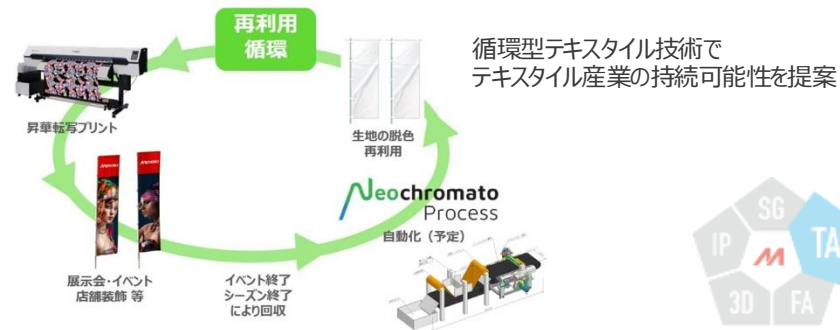 再利用
循環
循環型テキスタイル技術で
テキスタイル産業の持続可能性を提案
昇華転写プリント
生地の脱色
再利用
Neochromato
Process
自動化（予定）
展示会・イベント
店舗装飾 等
イベント終了
シーズン終了
により回収
SG
IP
TA
3D
FA